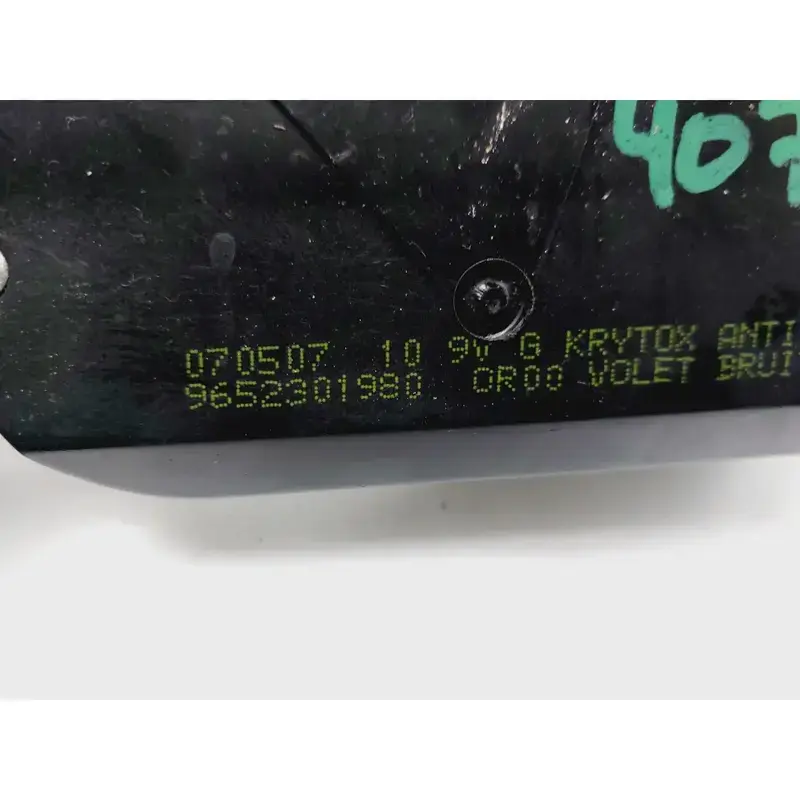 407
070507 10 9V G KRYTOX ANTI
9652301980 OR00 VOLET BRUI